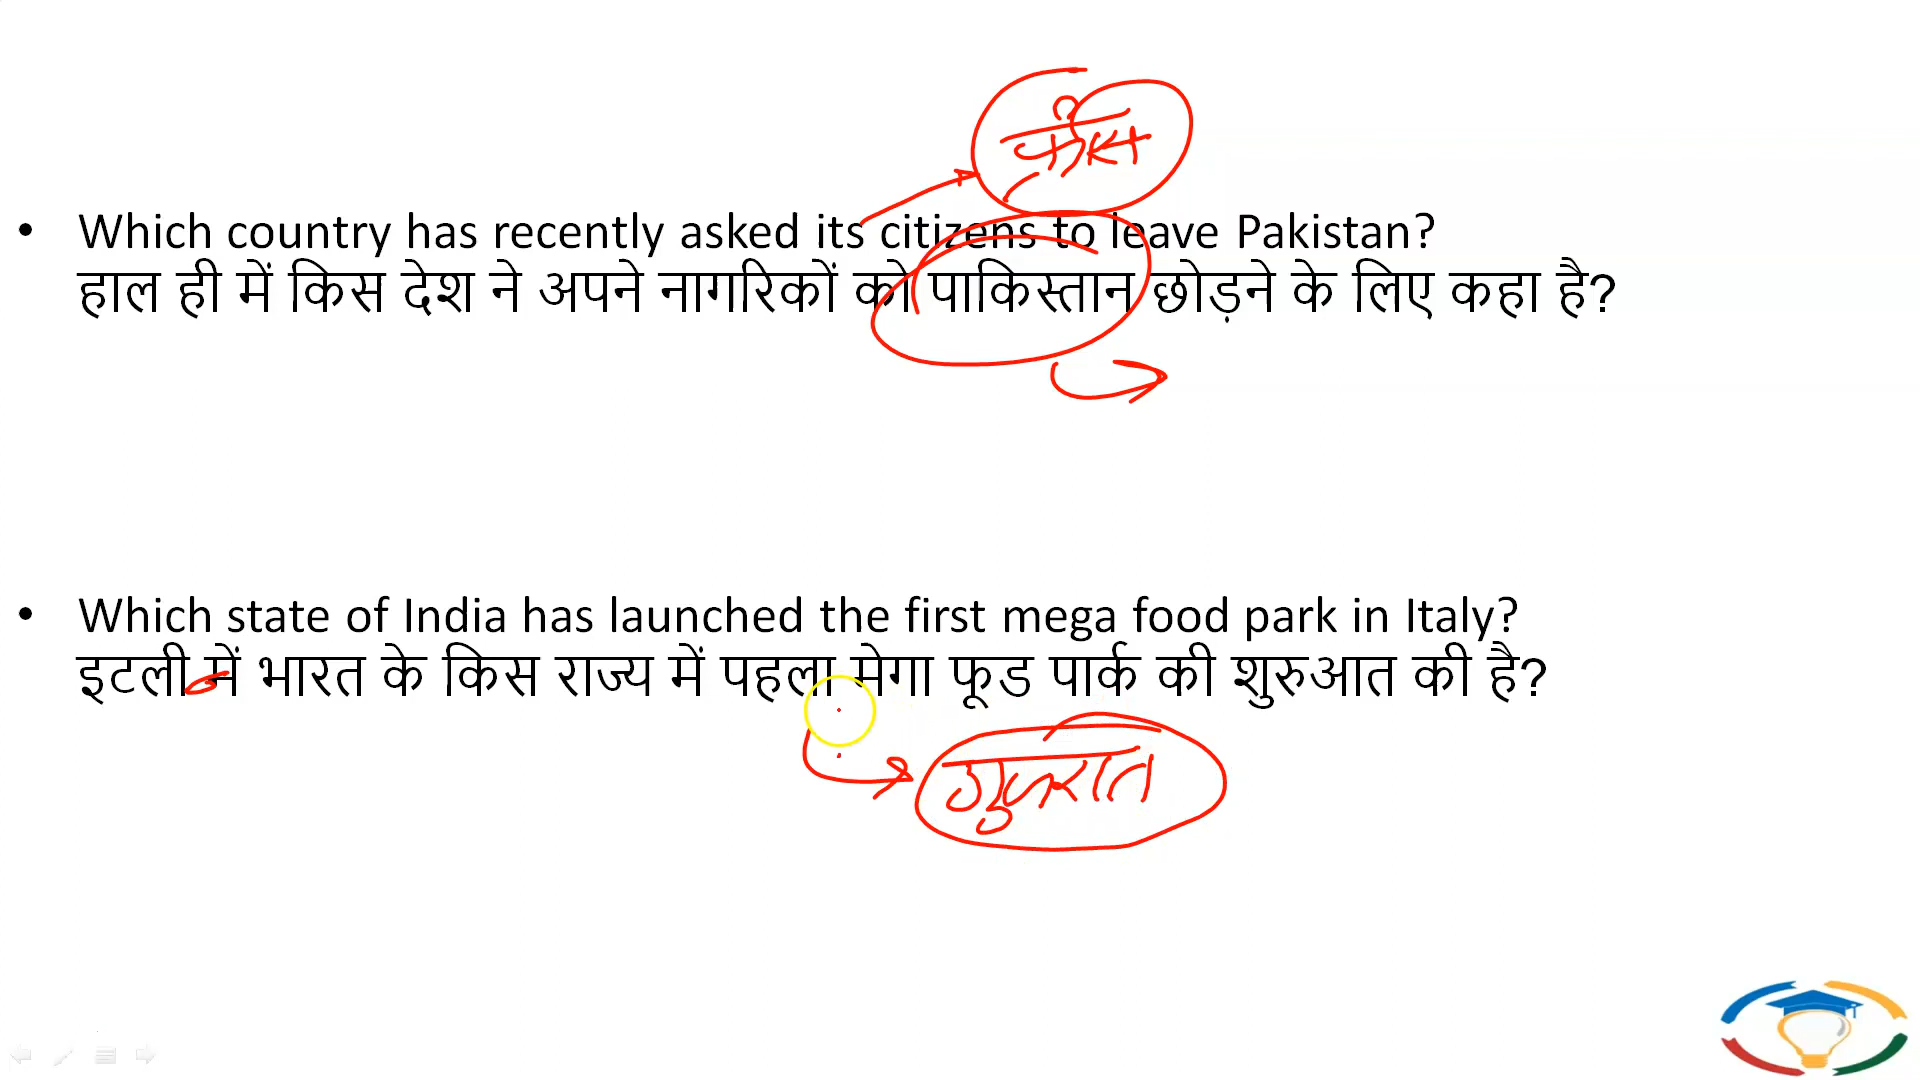 फ्रांस
• Which country has recently asked its citizens to leave Pakistan?
हाल ही में किस देश ने अपने नागरिकों को पाकिस्तान छोड़ने के लिए कहा है?
• Which state of India has launched the first mega food park in Italy?
इटली में भारत के किस राज्य में पहला मेगा फूड पार्क की शुरुआत की है?
गुजरात